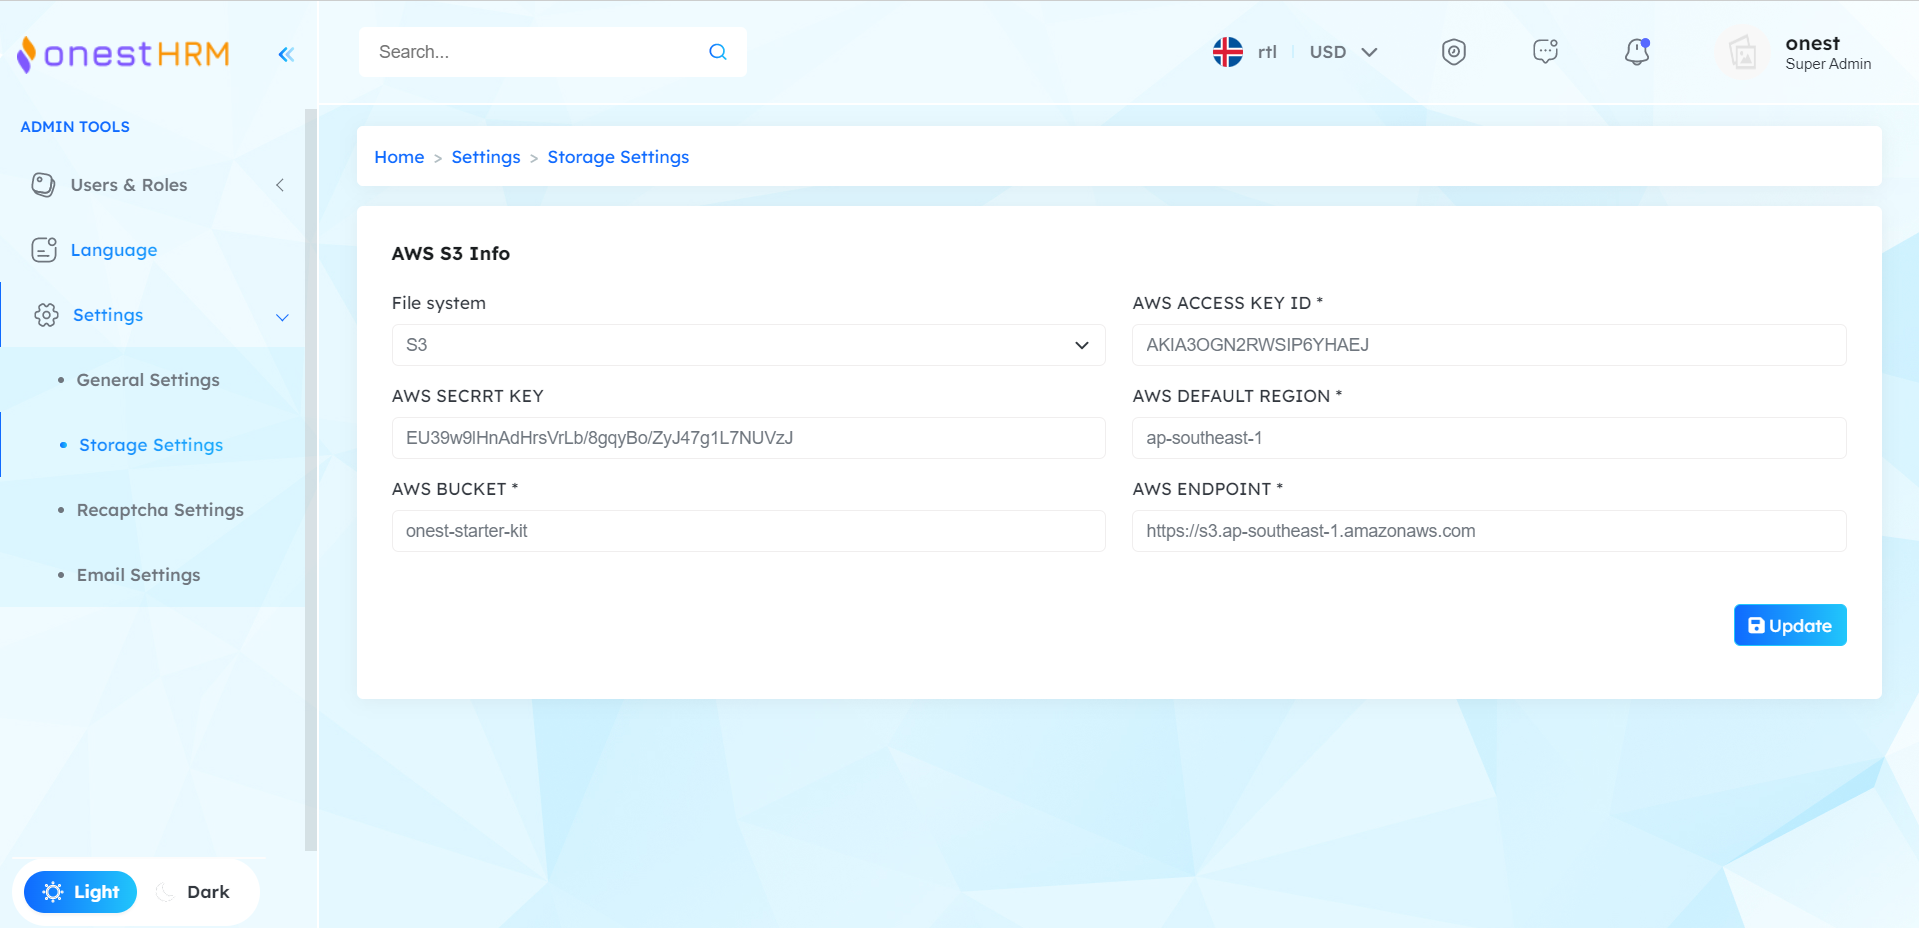 onestHRM
Search...
rtl
USD
onest
Super Admin
ADMIN TOOLS
Users & Roles
Language
Settings
General Settings
Storage Settings
Recaptcha Settings
Email Settings
Light
Dark
Home > Settings > Storage Settings
AWS S3 Info
File system
S3
AWS ACCESS KEY ID *
AKIA3OGN2RWSIP6YHAEJ
AWS SECRRT KEY
EU39w9lHnAdHrsVrLb/8gqyBo/ZyJ47g1L7NUVzJ
AWS DEFAULT REGION *
ap-southeast-1
AWS BUCKET *
onest-starter-kit
AWS ENDPOINT *
https://s3.ap-southeast-1.amazonaws.com
Update